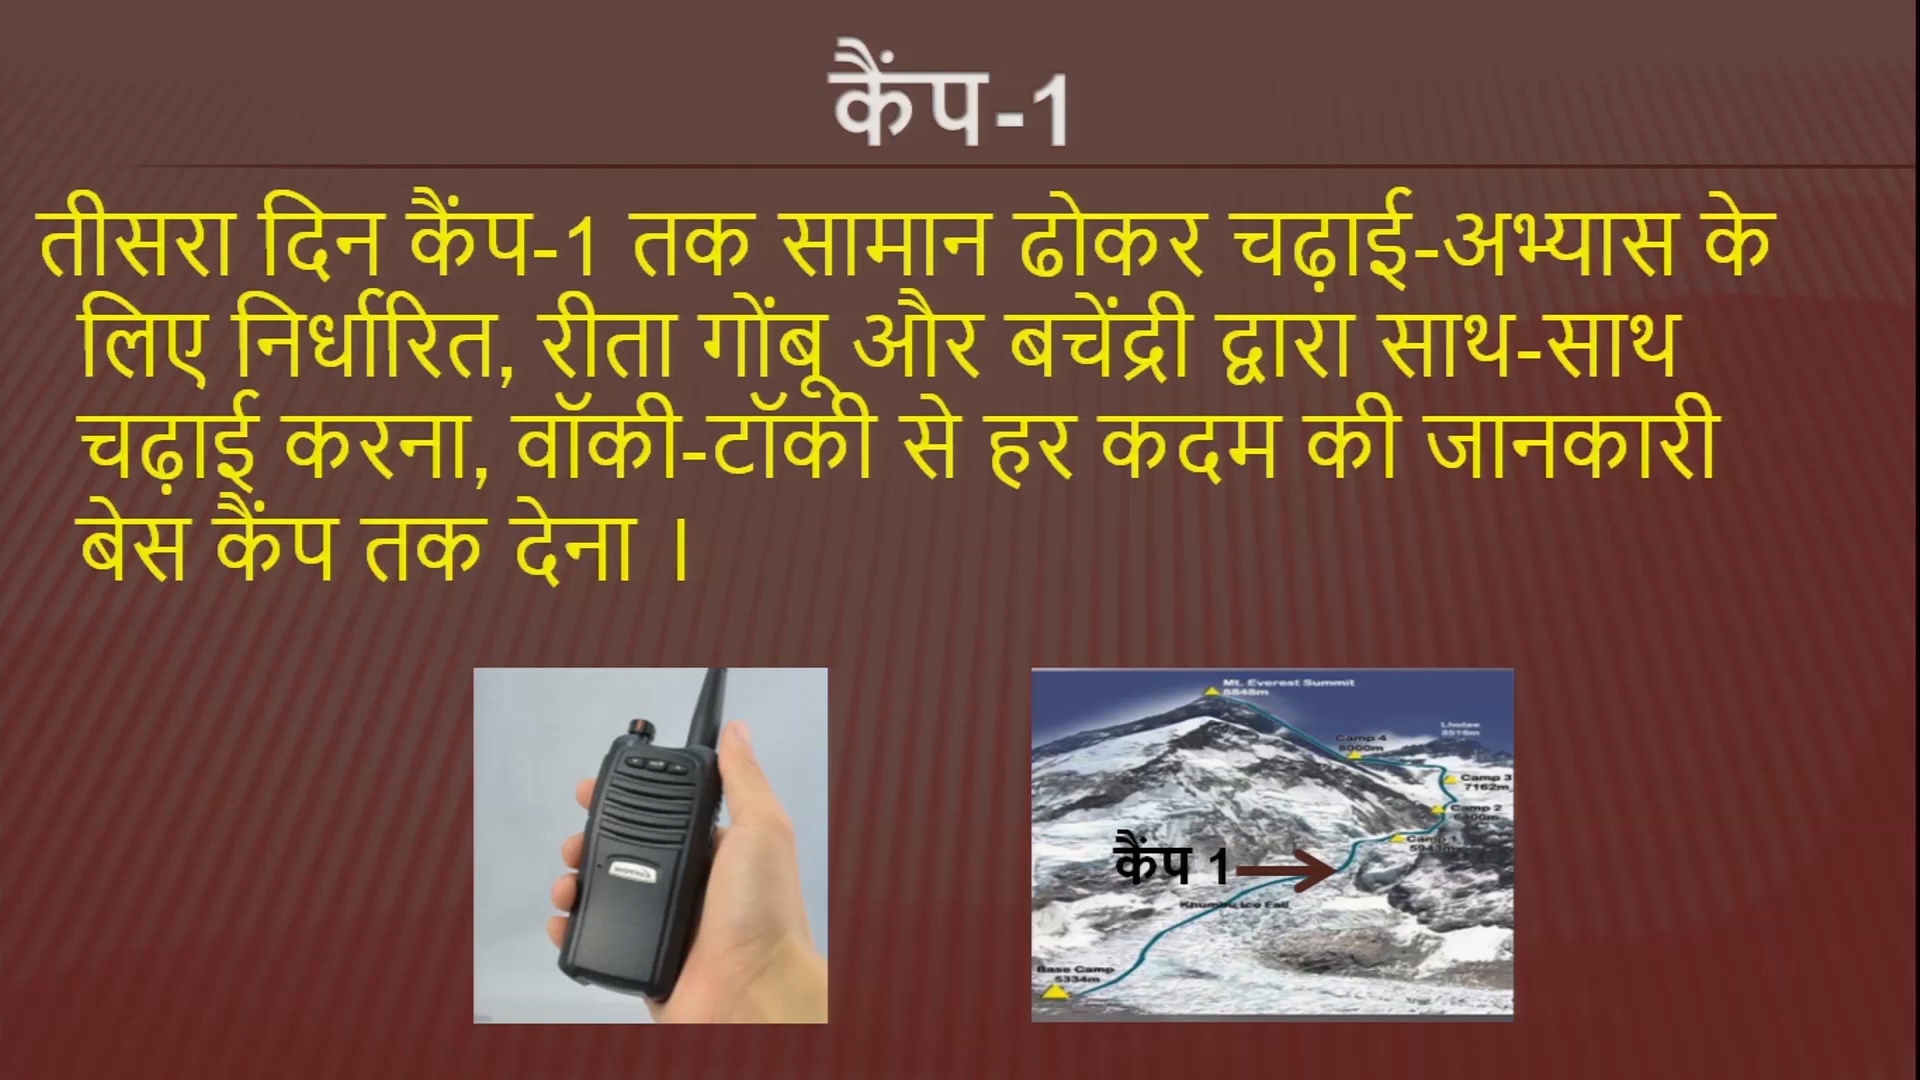 कैंप-1
तीसरा दिन कैंप-1 तक सामान ढोकर चढ़ाई-अभ्यास के
लिए निर्धारित, रीता गोंबू और बचेंद्री द्वारा साथ-साथ
चढ़ाई करना, वॉकी-टॉकी से हर कदम की जानकारी
बेस कैंप तक देना ।
Mt. Everest Summit
8848m
Lhotse
8516m
Camp 4
8000m
Camp 3
7162m
Camp 2
Camp 1
कैंप 1
Khumbu Ice Fall
Base Camp
5334m